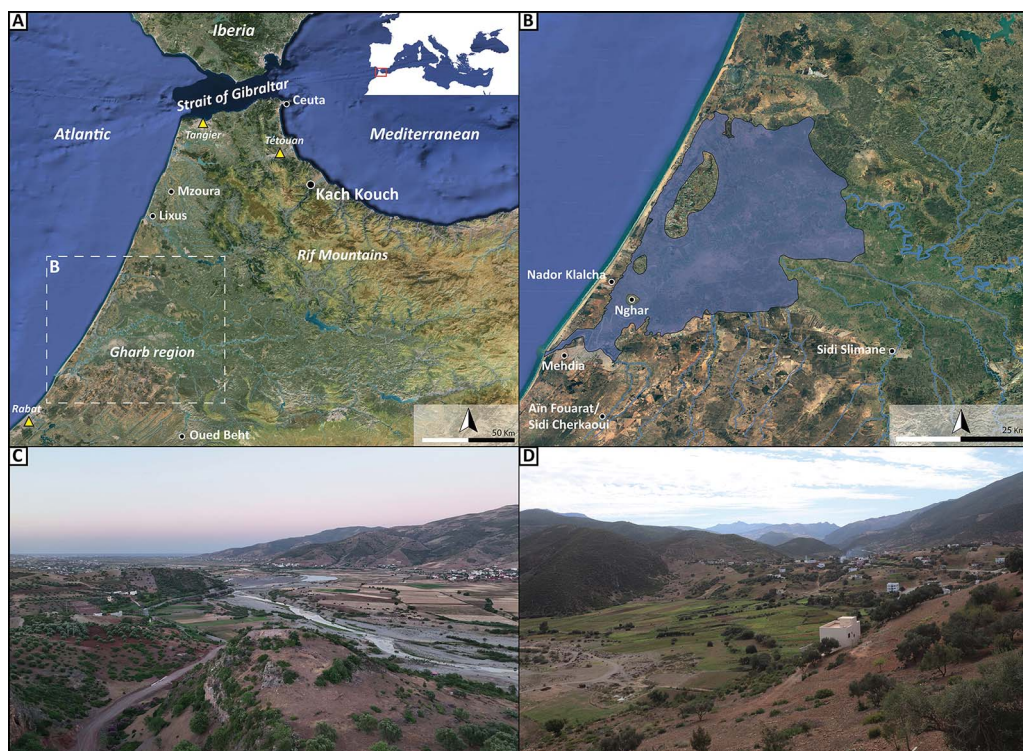 A
Iberia
Strait of Gibraltar
Ceuta
Atlantic
Tangier
Tétouan
Mediterranean
Kach Kouch
Mzoura
Lixus
Rif Mountains
B
Gharb region
Rabat
Oued Beht
50 Km
B
Nador Klalcha
Nghar
Sidi Slimane
Mehdia
Aïn Fouarat/
Sidi Cherkaoui
25 Km
C
D